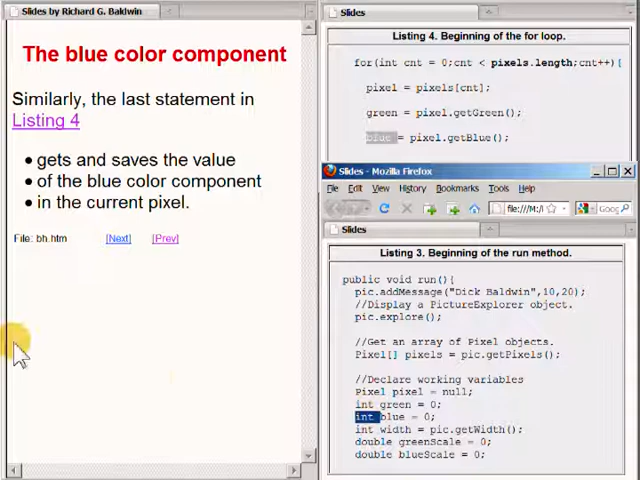 Slides by Richard G. Baldwin
The blue color component
Similarly, the last statement in
Listing 4
gets and saves the value
of the blue color component
in the current pixel.
File: bh.htm [Next] [Prev]
Slides
Listing 4. Beginning of the for loop.
for(int cnt = 0;cnt < pixels.length;cnt++){
pixel = pixels[cnt];
green = pixel.getGreen();
blue = pixel.getBlue();
Slides - Mozilla Firefox
File Edit View History Bookmarks Tools Help
file:///M:/ Goog
Slides
Listing 3. Beginning of the run method.
public void run(){
pic.addMessage("Dick Baldwin",10,20);
//Display a PictureExplorer object.
pic.explore();
//Get an array of Pixel objects.
Pixel[] pixels = pic.getPixels();
//Declare working variables
Pixel pixel = null;
int green = 0;
int blue = 0;
int width = pic.getWidth();
double greenScale = 0;
double blueScale = 0;